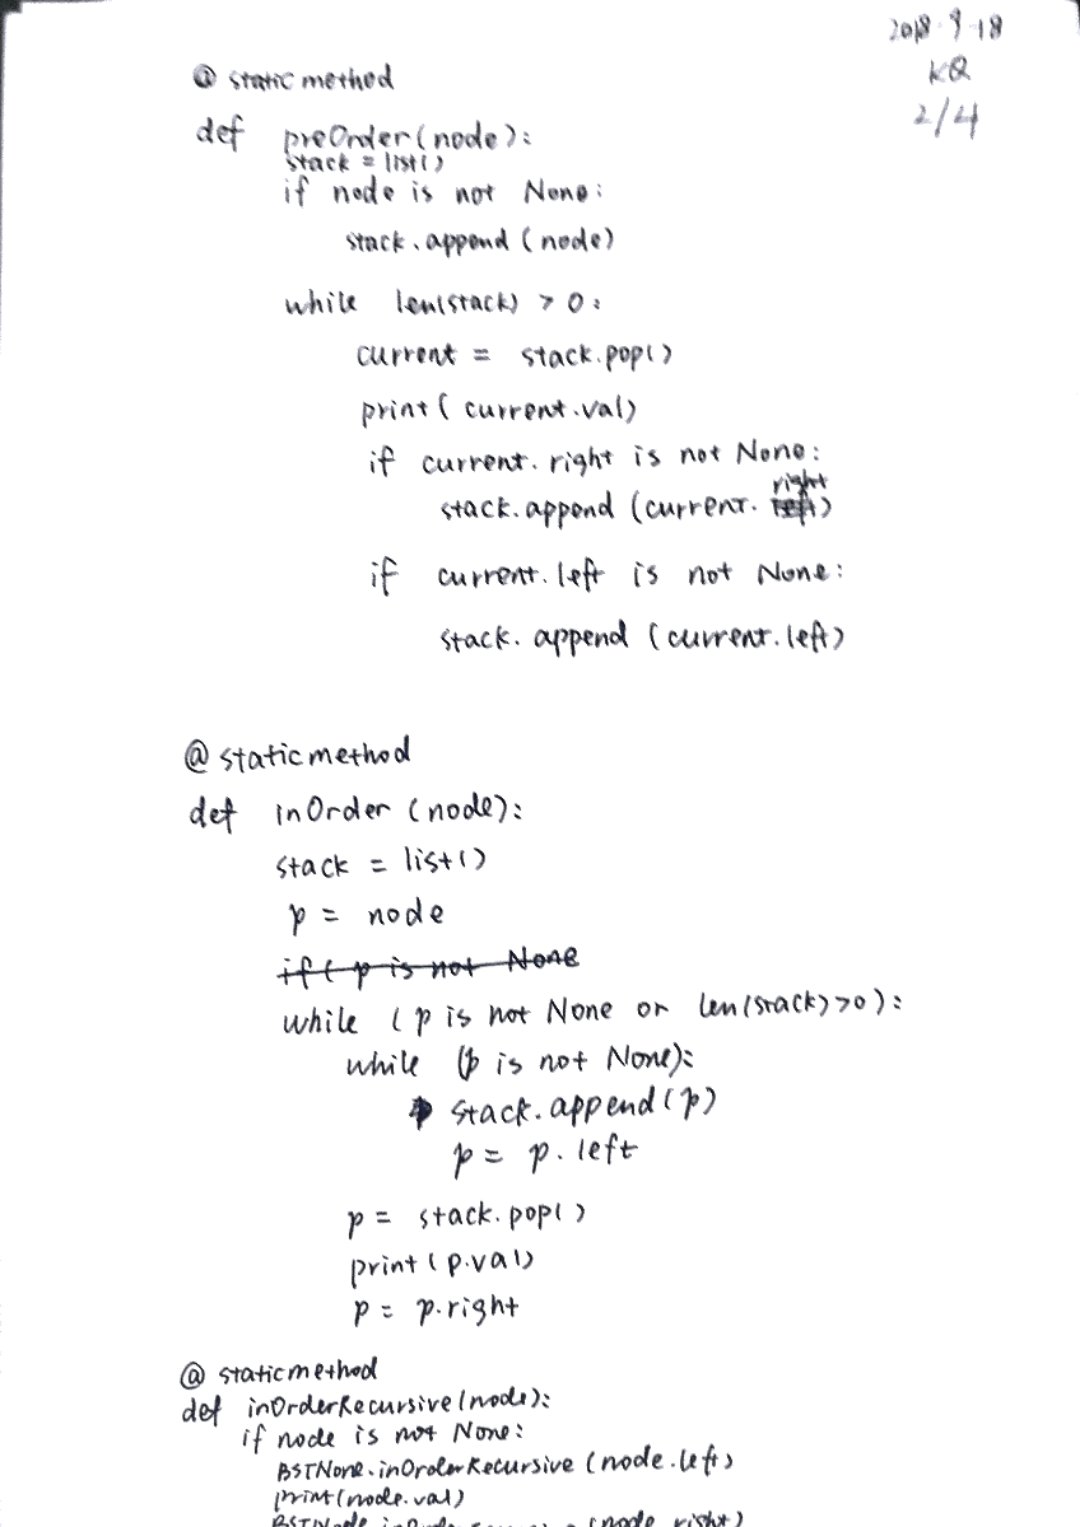 2018.9.18
KQ
2/4
@ static method
def preOrder(node):
stack = list()
if node is not None:
stack.append(node)
while len(stack) > 0:
current = stack.pop()
print(current.val)
if current.right is not None:
right
stack.append(current.left)
if current.left is not None:
stack.append(current.left)
@ staticmethod
def inOrder(node):
stack = list()
p = node
if( p is not None
while (p is not None or len(stack)>0):
while (p is not None):
stack.append(p)
p = p.left
p = stack.pop()
print(p.val)
p = p.right
@ staticmethod
def inOrderRecursive(node):
if node is not None:
BSTNone.inOrderRecursive(node.left)
print(node.val)
(node.right)